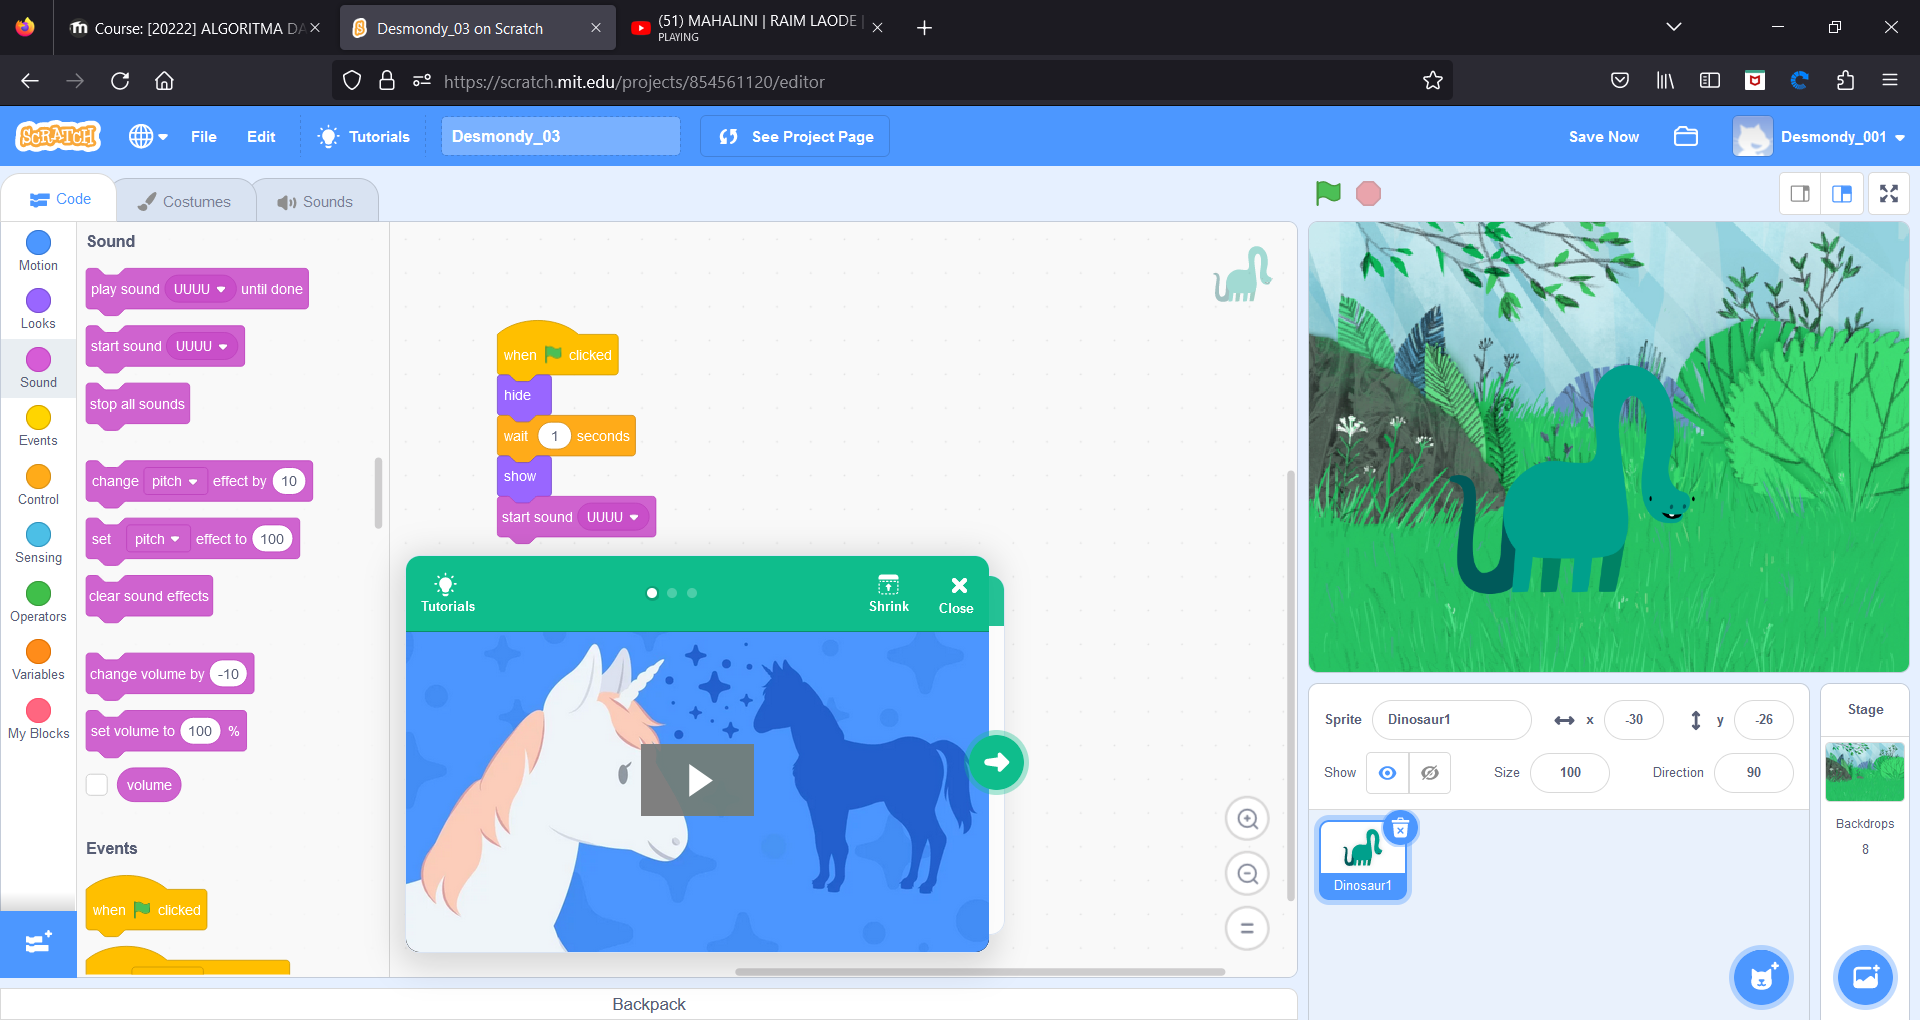 Course: [20222] ALGORITMA DA
Desmondy_03 on Scratch
(51) MAHALINI | RAIM LAODE |
PLAYING
https://scratch.mit.edu/projects/854561120/editor
SCRATCH
File
Edit
Tutorials
Desmondy_03
See Project Page
Save Now
Desmondy_001
Code
Costumes
Sounds
Motion
Looks
Sound
Events
Control
Sensing
Operators
Variables
My Blocks
Sound
play sound UUUU until done
start sound UUUU
stop all sounds
change pitch effect by 10
set pitch effect to 100
clear sound effects
change volume by -10
set volume to 100 %
volume
Events
when clicked
when clicked
hide
wait 1 seconds
show
start sound UUUU
Tutorials
Shrink
Close
Sprite Dinosaur1 x -30 y -26
Show Size 100 Direction 90
Dinosaur1
Stage
Backdrops
8
Backpack